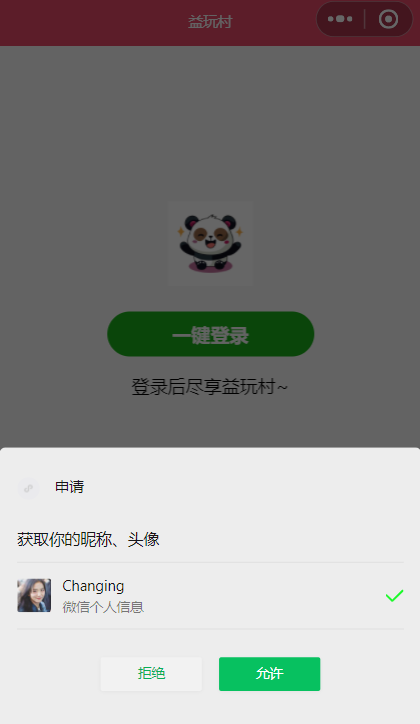 益玩村
一键登录
登录后尽享益玩村~
申请
获取你的昵称、头像
Changing
微信个人信息
拒绝
允许